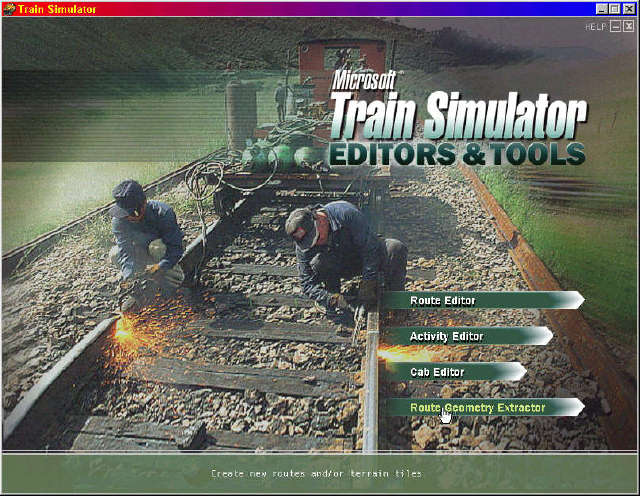 Train Simulator
HELP
Microsoft
Train Simulator
EDITORS & TOOLS
Route Editor
Activity Editor
Cab Editor
Route Geometry Extractor
Create new routes and/or terrain tiles